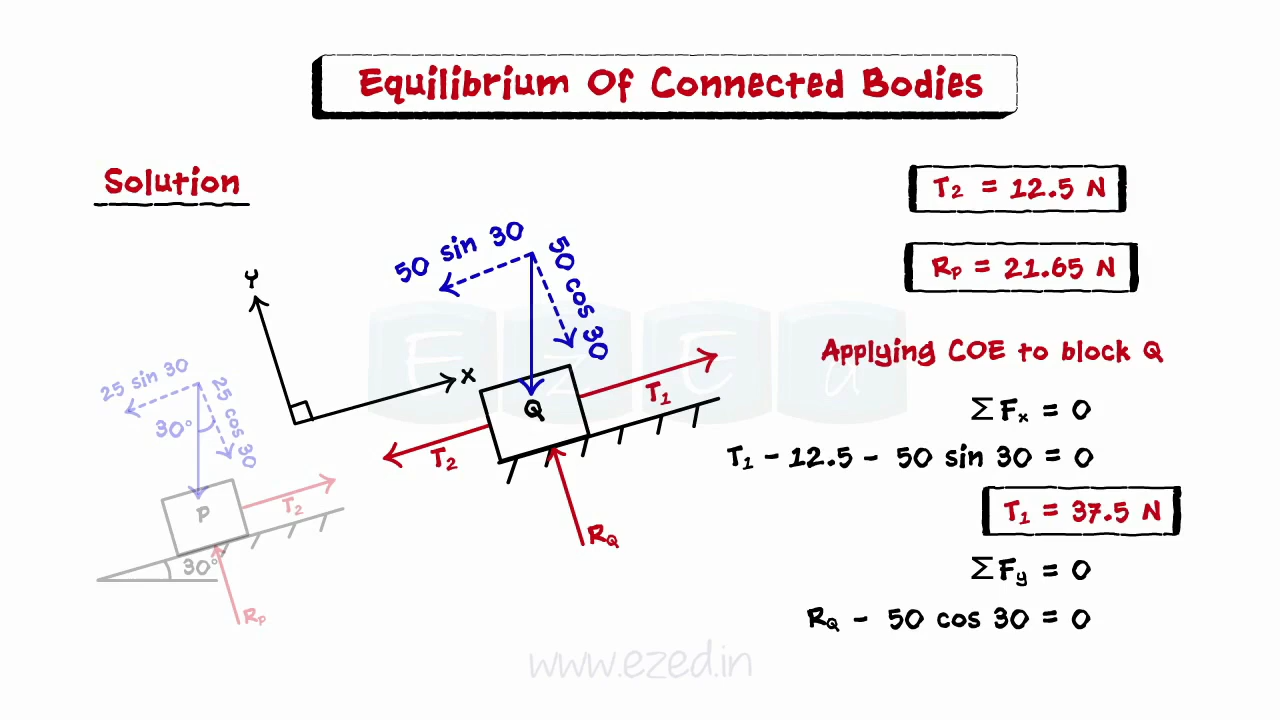 Equilibrium Of Connected Bodies
Solution
T₂ = 12.5 N
Rₚ = 21.65 N
Applying COE to block Q
ΣFₓ = 0
T₁ - 12.5 - 50 sin 30 = 0
T₁ = 37.5 N
ΣFy = 0
R_Q - 50 cos 30 = 0
Y
X
50 sin 30
50 cos 30
Q
T₁
T₂
R_Q
25 sin 30
25 cos 30
30°
P
T₂
30°
Rₚ
E z E d
www.ezed.in